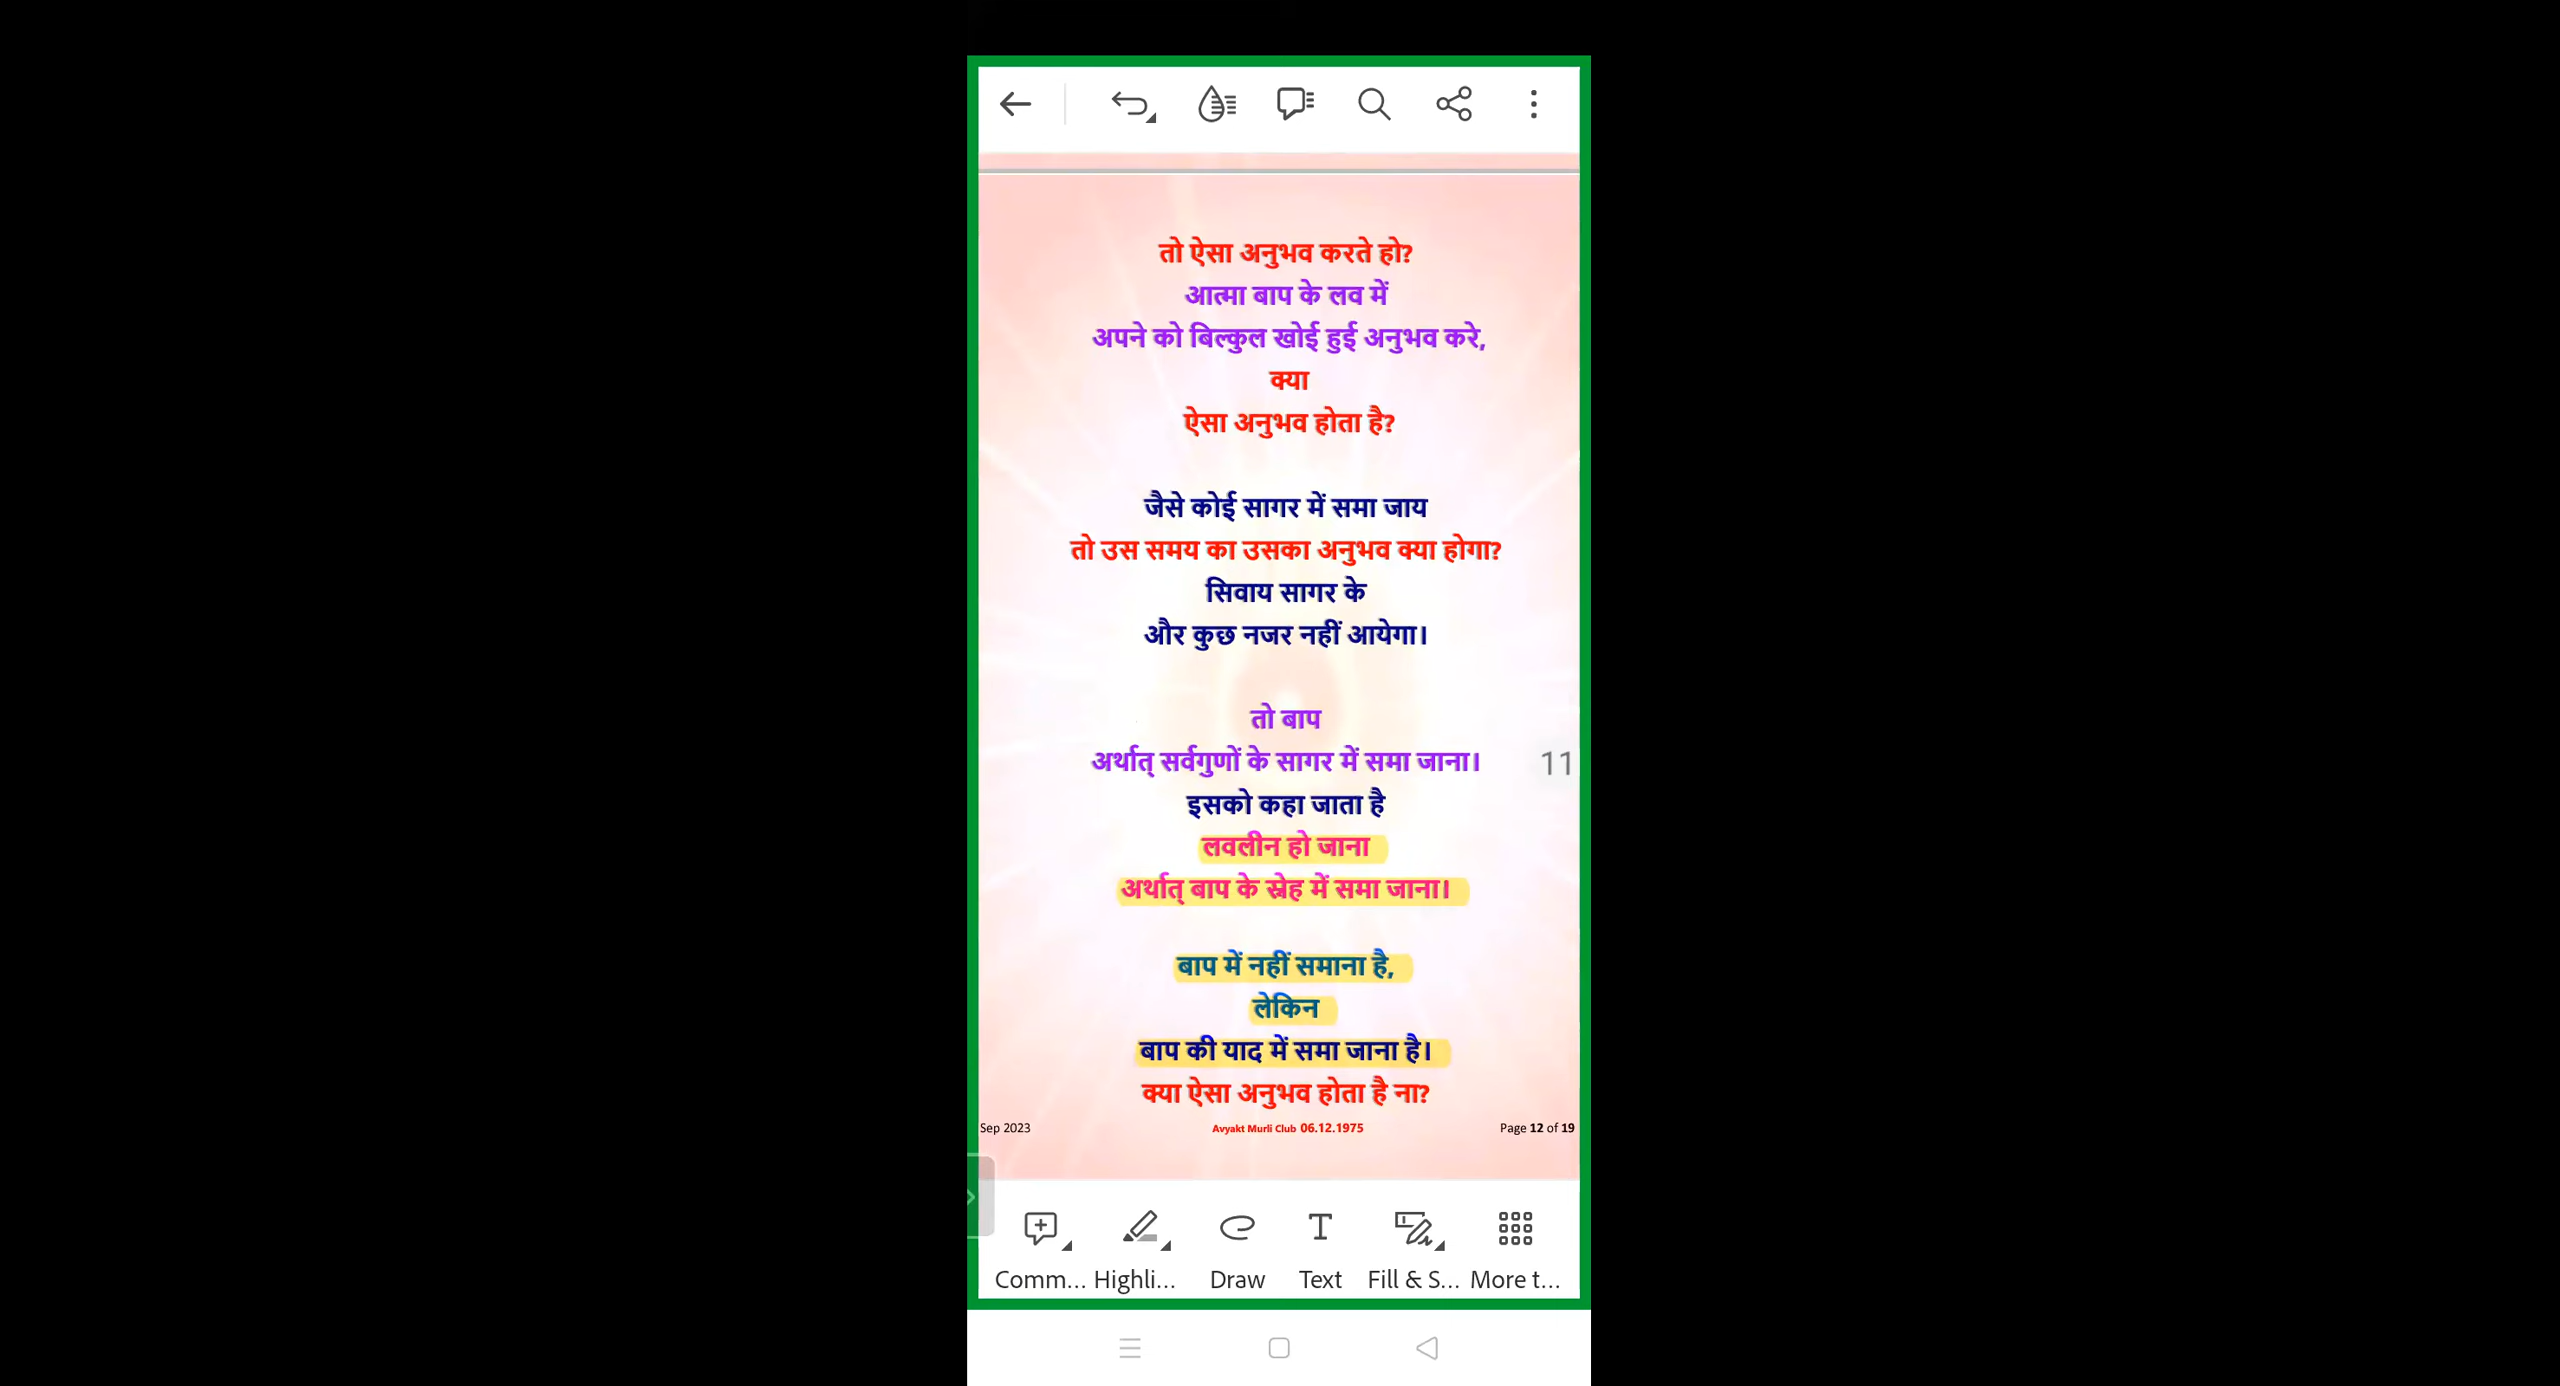 तो ऐसा अनुभव करते हो?
आत्मा बाप के लव में
अपने को बिल्कुल खोई हुई अनुभव करे,
क्या
ऐसा अनुभव होता है?
जैसे कोई सागर में समा जाय
तो उस समय का उसका अनुभव क्या होगा?
सिवाय सागर के
और कुछ नजर नहीं आयेगा।
तो बाप
अर्थात् सर्वगुणों के सागर में समा जाना।
11
इसको कहा जाता है
लवलीन हो जाना
अर्थात् बाप के स्नेह में समा जाना।
बाप में नहीं समाना है,
लेकिन
बाप की याद में समा जाना है।
क्या ऐसा अनुभव होता है ना?
Sep 2023 Avyakt Murli Club 06.12.1975 Page 12 of 19
Comm... Highli... Draw Text Fill & S... More t...